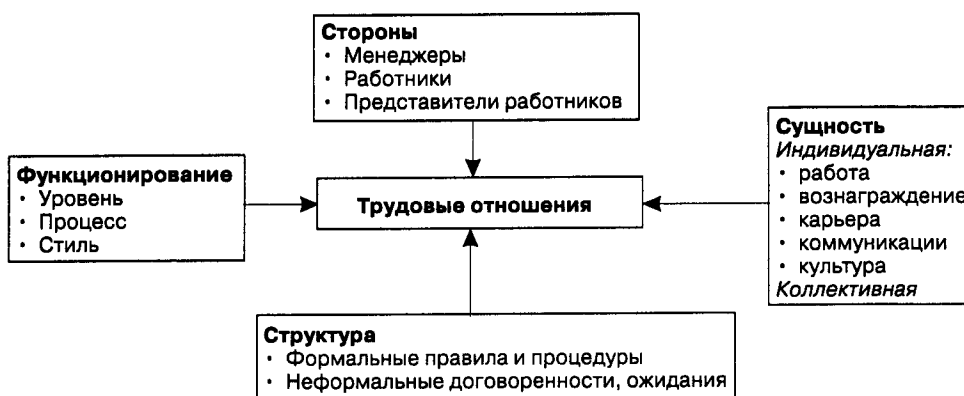 Стороны
• Менеджеры
• Работники
• Представители работников
Функционирование
• Уровень
• Процесс
• Стиль
Трудовые отношения
Сущность
Индивидуальная:
• работа
• вознаграждение
• карьера
• коммуникации
• культура
Коллективная
Структура
• Формальные правила и процедуры
• Неформальные договоренности, ожидания